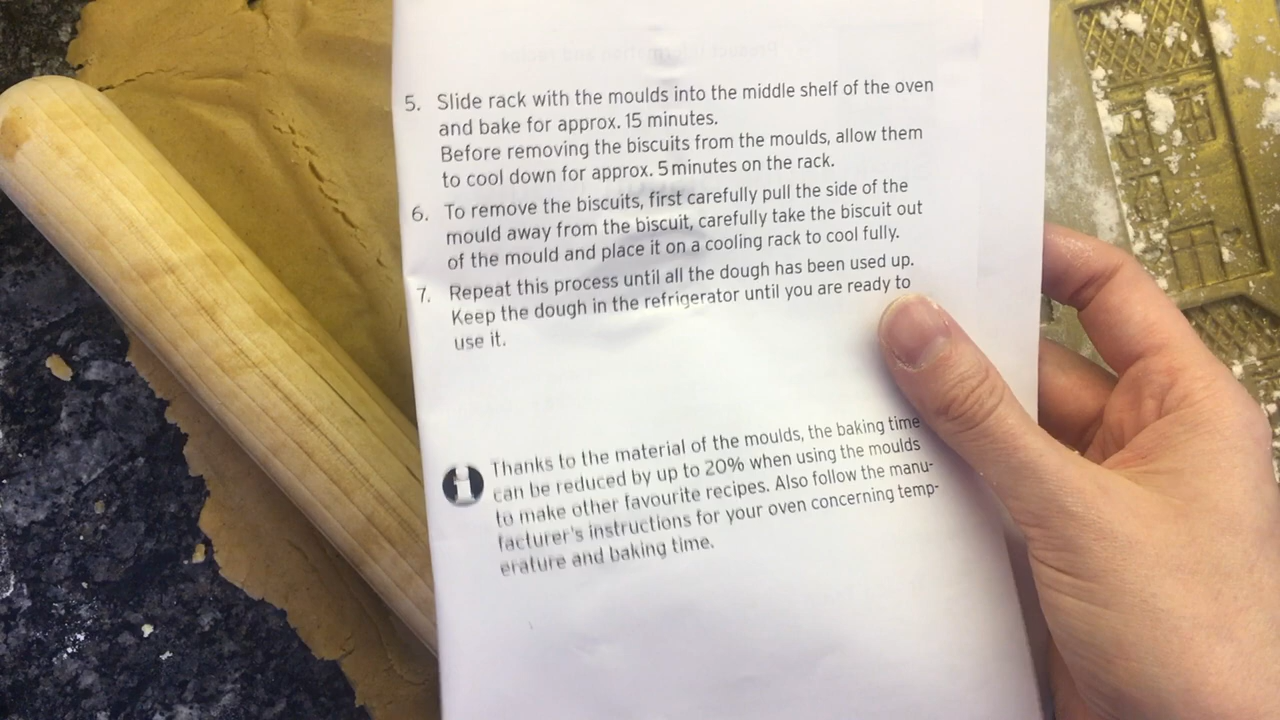 5. Slide rack with the moulds into the middle shelf of the oven
and bake for approx. 15 minutes.
Before removing the biscuits from the moulds, allow them
to cool down for approx. 5 minutes on the rack.
6. To remove the biscuits, first carefully pull the side of the
mould away from the biscuit, carefully take the biscuit out
of the mould and place it on a cooling rack to cool fully.
7. Repeat this process until all the dough has been used up.
Keep the dough in the refrigerator until you are ready to
use it.
i Thanks to the material of the moulds, the baking time
can be reduced by up to 20% when using the moulds
to make other favourite recipes. Also follow the manu-
facturer's instructions for your oven concerning temp-
erature and baking time.